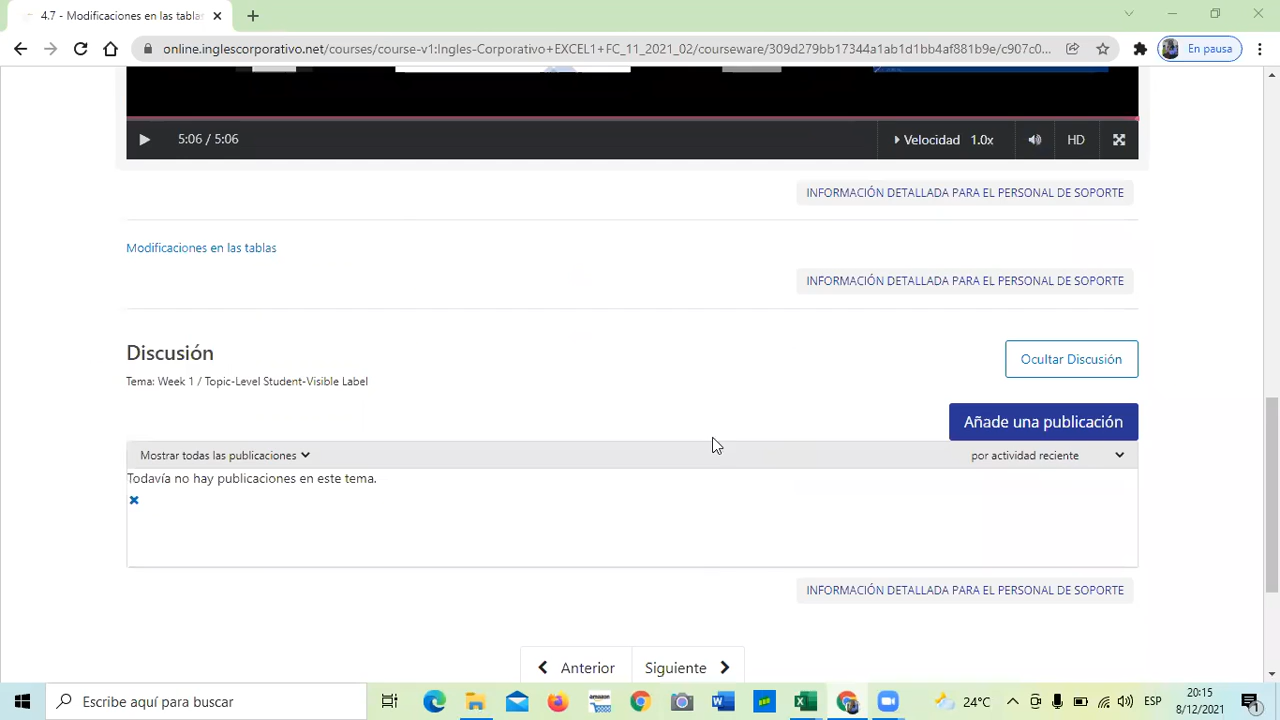 4.7 - Modificaciones en las tablas
online.inglescorporativo.net/courses/course-v1:Ingles-Corporativo+EXCEL1+FC_11_2021_02/courseware/309d279bb17344a1ab1d1bb4af881b9e/c907c0...
En pausa
5:06 / 5:06
Velocidad 1.0x
HD
INFORMACIÓN DETALLADA PARA EL PERSONAL DE SOPORTE
Modificaciones en las tablas
INFORMACIÓN DETALLADA PARA EL PERSONAL DE SOPORTE
Discusión
Ocultar Discusión
Tema: Week 1 / Topic-Level Student-Visible Label
Añade una publicación
Mostrar todas las publicaciones
por actividad reciente
Todavía no hay publicaciones en este tema.
INFORMACIÓN DETALLADA PARA EL PERSONAL DE SOPORTE
Anterior
Siguiente
Escribe aquí para buscar
amazon
24°C
ESP
20:15
8/12/2021
1